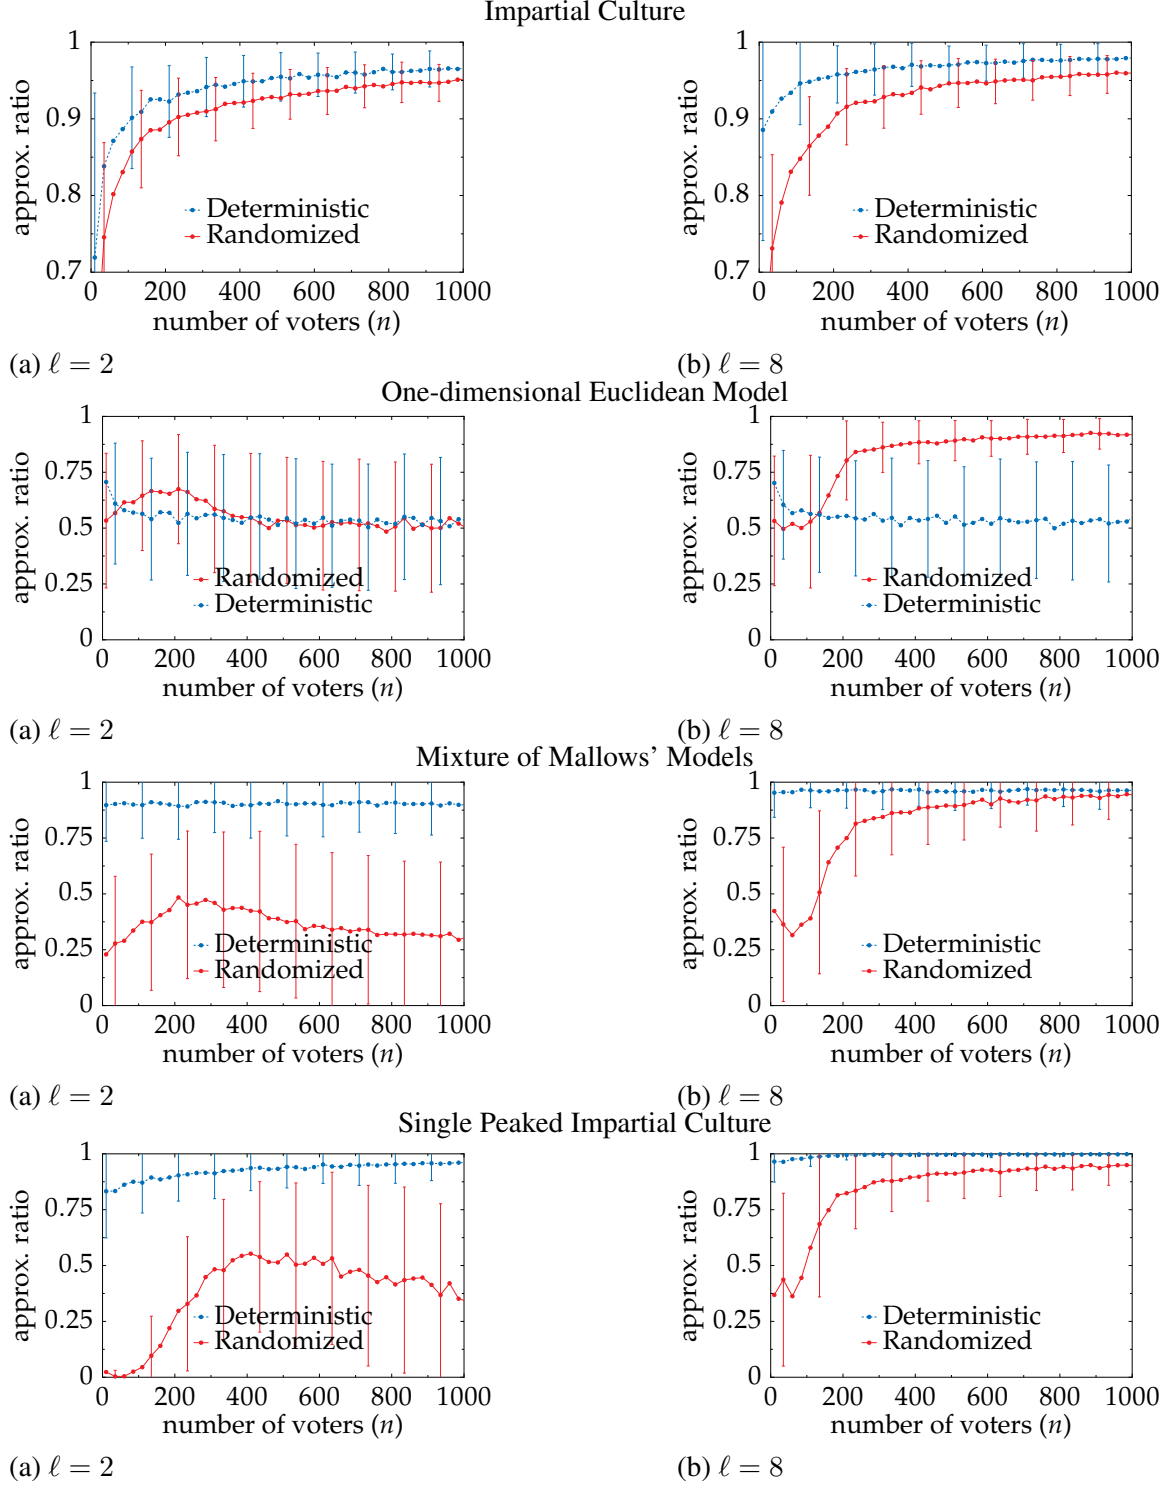 Impartial Culture
1
0.9
0.8
0.7
approx. ratio
Deterministic
Randomized
0 200 400 600 800 1000
number of voters (n)
(a) ℓ = 2
1
0.9
0.8
0.7
approx. ratio
Deterministic
Randomized
0 200 400 600 800 1000
number of voters (n)
(b) ℓ = 8
One-dimensional Euclidean Model
1
0.75
0.5
0.25
0
approx. ratio
Randomized
Deterministic
0 200 400 600 800 1000
number of voters (n)
(a) ℓ = 2
1
0.75
0.5
0.25
0
approx. ratio
Randomized
Deterministic
0 200 400 600 800 1000
number of voters (n)
(b) ℓ = 8
Mixture of Mallows' Models
1
0.75
0.5
0.25
0
approx. ratio
Deterministic
Randomized
0 200 400 600 800 1000
number of voters (n)
(a) ℓ = 2
1
0.75
0.5
0.25
0
approx. ratio
Deterministic
Randomized
0 200 400 600 800 1000
number of voters (n)
(b) ℓ = 8
Single Peaked Impartial Culture
1
0.75
0.5
0.25
0
approx. ratio
Deterministic
Randomized
0 200 400 600 800 1000
number of voters (n)
(a) ℓ = 2
1
0.75
0.5
0.25
0
approx. ratio
Deterministic
Randomized
0 200 400 600 800 1000
number of voters (n)
(b) ℓ = 8